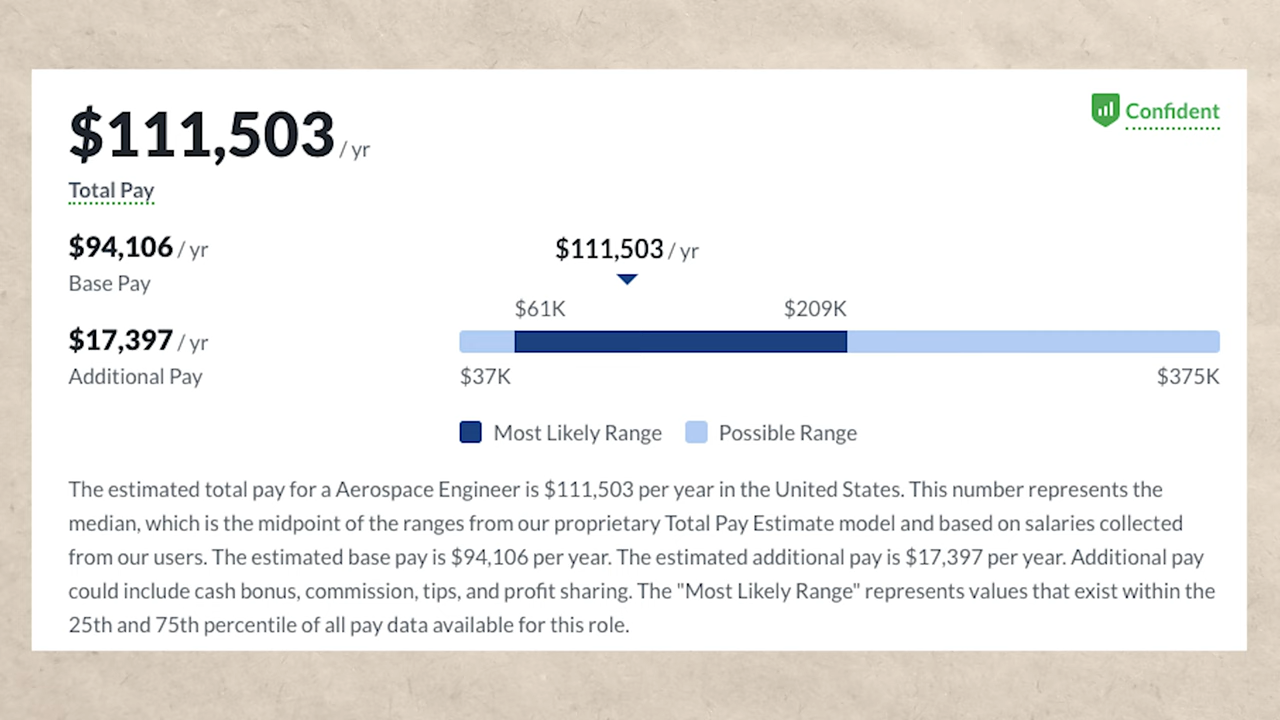 $111,503 / yr
Confident
Total Pay
$94,106 / yr
Base Pay
$17,397 / yr
Additional Pay
$111,503 / yr
$61K
$209K
$37K
$375K
Most Likely Range
Possible Range
The estimated total pay for a Aerospace Engineer is $111,503 per year in the United States. This number represents the
median, which is the midpoint of the ranges from our proprietary Total Pay Estimate model and based on salaries collected
from our users. The estimated base pay is $94,106 per year. The estimated additional pay is $17,397 per year. Additional pay
could include cash bonus, commission, tips, and profit sharing. The "Most Likely Range" represents values that exist within the
25th and 75th percentile of all pay data available for this role.